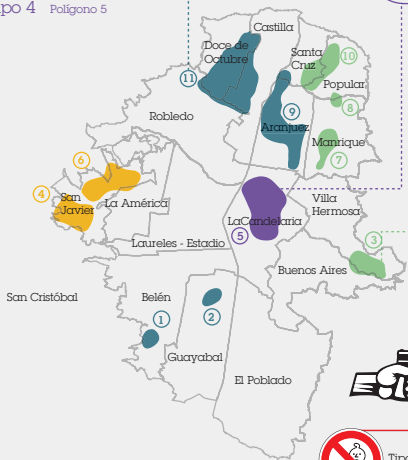 po 4 Polígono 5
Castilla
Doce de
Octubre
Santa
Cruz
10
11
Popular
8
9
Robledo
Aranjuez
Manrique
7
6
4
San
Javier
La América
Villa
Hermosa
LaCandelaria
5
3
Laureles - Estadio
Buenos Aires
San Cristóbal
Belén
1
2
Guayabal
El Poblado
Tipo